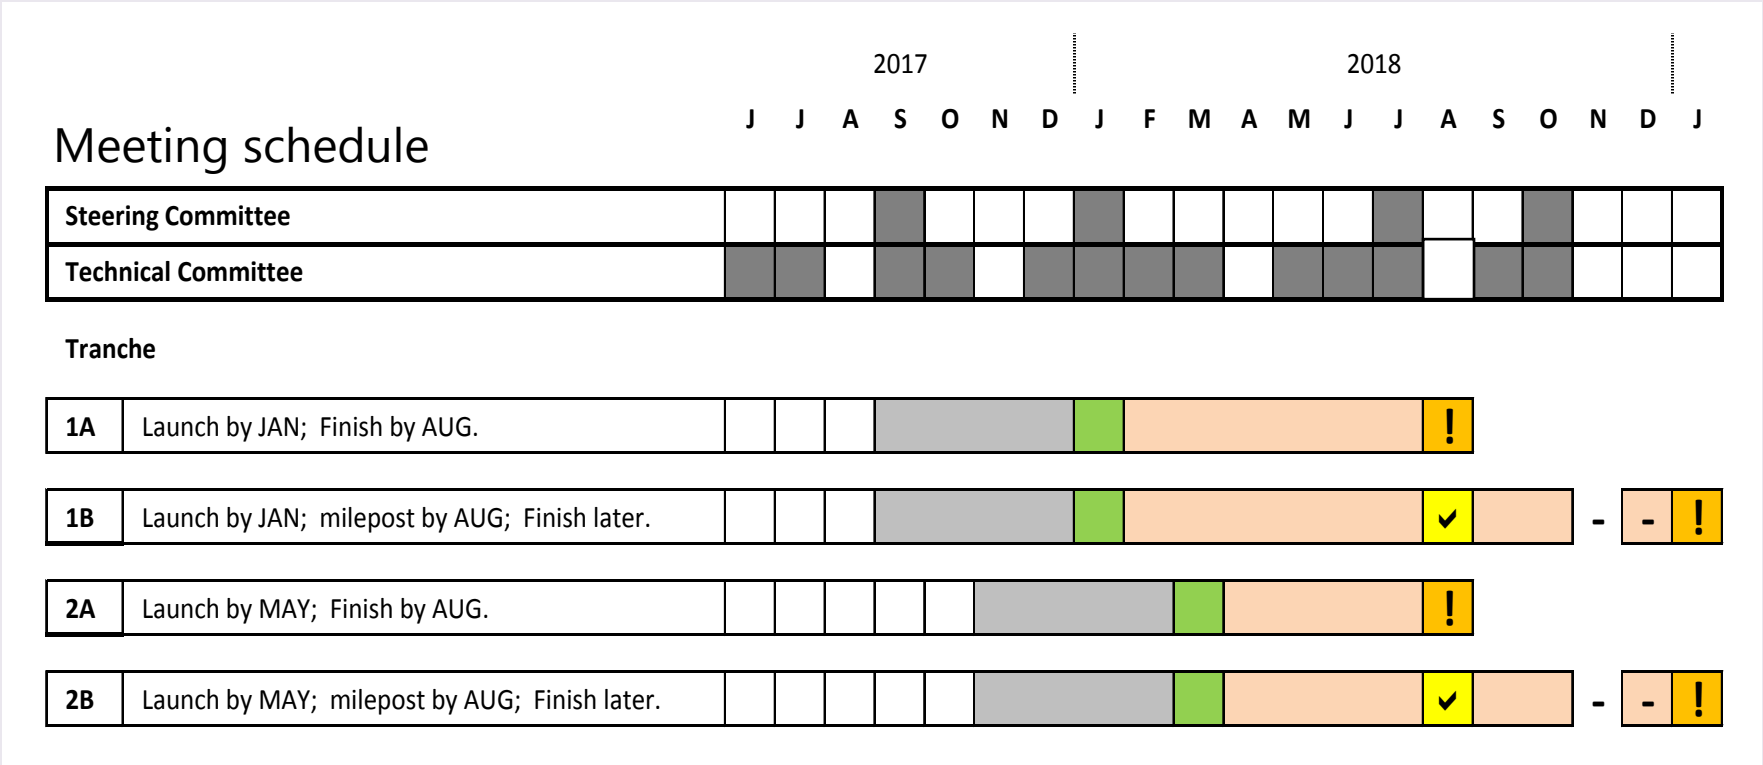 2017 2018
J J A S O N D J F M A M J J A S O N D J
Meeting schedule
Steering Committee
Technical Committee
Tranche
1A Launch by JAN; Finish by AUG. !
1B Launch by JAN; milepost by AUG; Finish later. ✓ - - !
2A Launch by MAY; Finish by AUG. !
2B Launch by MAY; milepost by AUG; Finish later. ✓ - - !